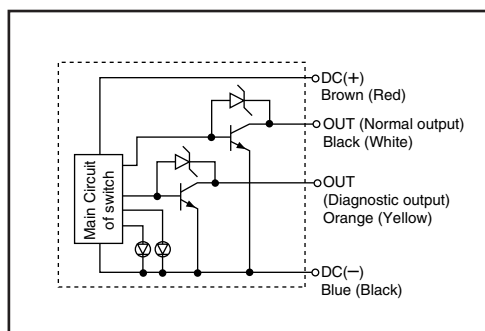 DC(+)
Brown (Red)
OUT (Normal output)
Black (White)
OUT
(Diagnostic output)
Orange (Yellow)
Main Circuit
of switch
DC(−)
Blue (Black)